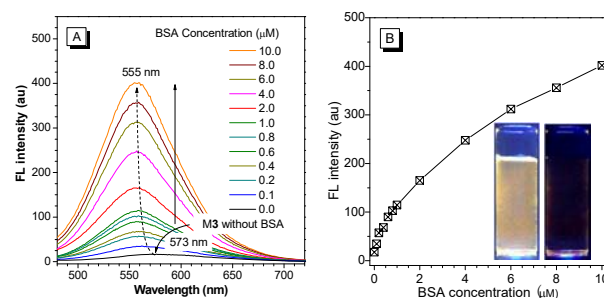 A
BSA Concentration (μM)
10.0
8.0
6.0
4.0
2.0
1.0
0.8
0.6
0.4
0.2
0.1
0.0
555 nm
M3 without BSA
573 nm
FL intensity (au)
500
400
300
200
100
0
500 550 600 650 700
Wavelength (nm)
B
FL intensity (au)
500
400
300
200
100
0
0 2 4 6 8 10
BSA concentration (μM)